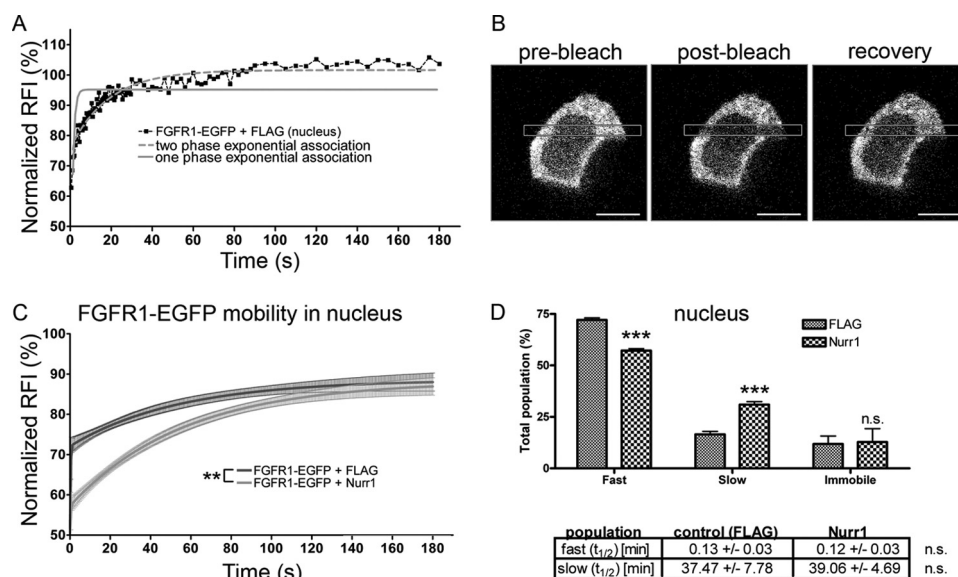 A
Normalized RFI (%)
110
100
90
80
70
60
50
0 20 40 60 80 100 120 140 160 180
Time (s)
FGFR1-EGFP + FLAG (nucleus)
two phase exponential association
one phase exponential association
B
pre-bleach post-bleach recovery
C FGFR1-EGFP mobility in nucleus
Normalized RFI (%)
100
90
80
70
60
50
** FGFR1-EGFP + FLAG
FGFR1-EGFP + Nurr1
0 20 40 60 80 100 120 140 160 180
Time (s)
D nucleus
Total population (%)
75
50
25
0
*** *** n.s.
FLAG
Nurr1
Fast Slow Immobile
population control (FLAG) Nurr1
fast (t1/2) [min] 0.13 +/- 0.03 0.12 +/- 0.03 n.s.
slow (t1/2) [min] 37.47 +/- 7.78 39.06 +/- 4.69 n.s.